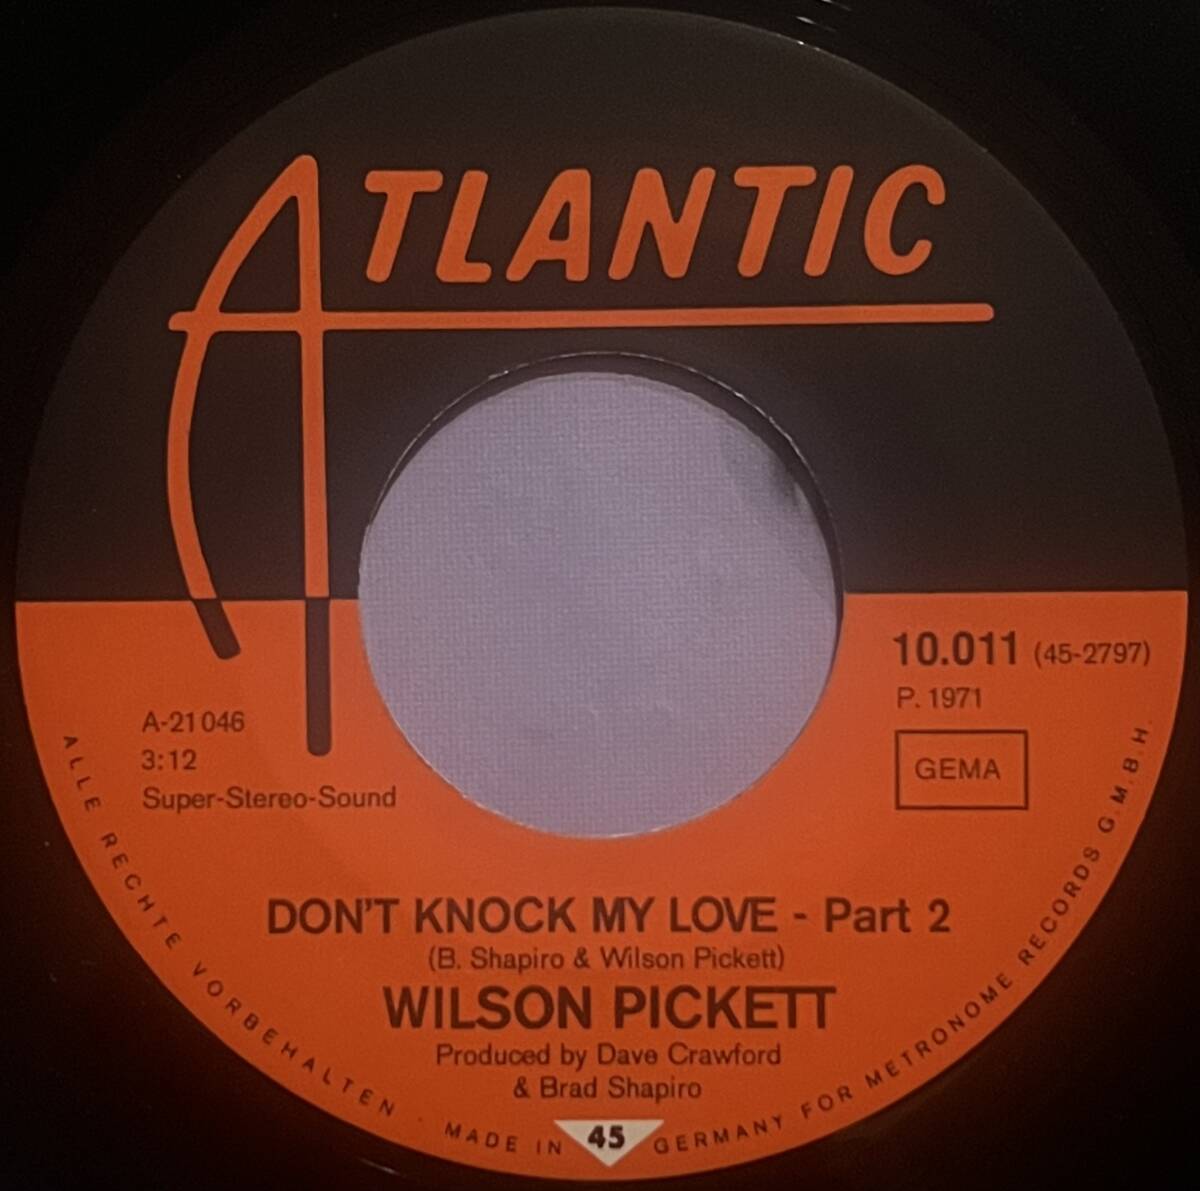 ATLANTIC
10.011 (45-2797)
P. 1971
GEMA
A-21046
3:12
Super-Stereo-Sound
DON'T KNOCK MY LOVE - Part 2
(B. Shapiro & Wilson Pickett)
WILSON PICKETT
Produced by Dave Crawford
& Brad Shapiro
45
ALLE RECHTE VORBEHALTEN · MADE IN GERMANY FOR METRONOME RECORDS G.M.B.H.